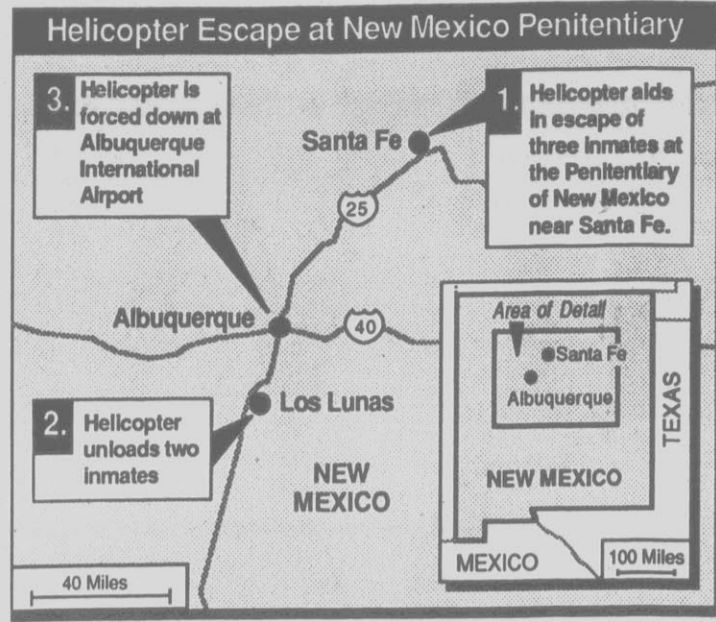 Helicopter Escape at New Mexico Penitentiary
3.
Helicopter is
forced down at
Albuquerque
International
Airport
1.
Helicopter aids
in escape of
three inmates at
the Penitentiary
of New Mexico
near Santa Fe.
Santa Fe
25
Albuquerque
40
Los Lunas
2.
Helicopter
unloads two
inmates
NEW
MEXICO
40 Miles
Area of Detail
Santa Fe
Albuquerque
TEXAS
NEW MEXICO
MEXICO
100 Miles